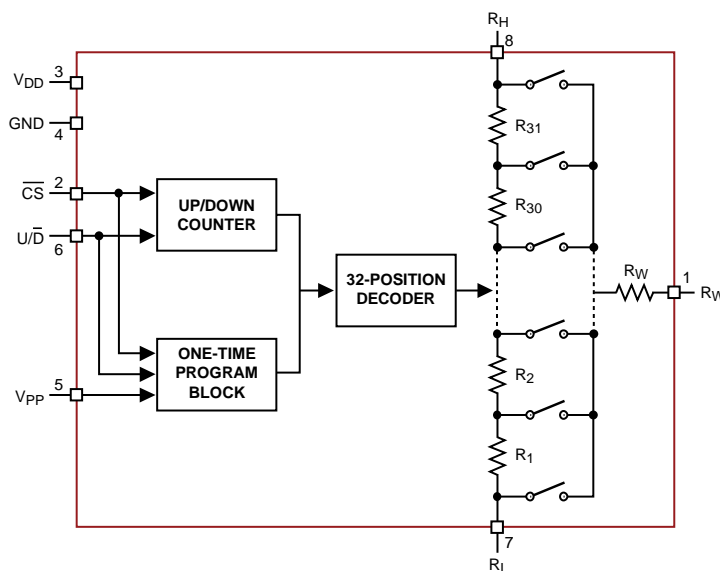 R_H
8
V_DD 3
GND 4
C̅S̅ 2
U/D̅ 6
V_PP 5
UP/DOWN
COUNTER
ONE-TIME
PROGRAM
BLOCK
32-POSITION
DECODER
R_31
R_30
R_2
R_1
R_W
1
R_W
7
R_L